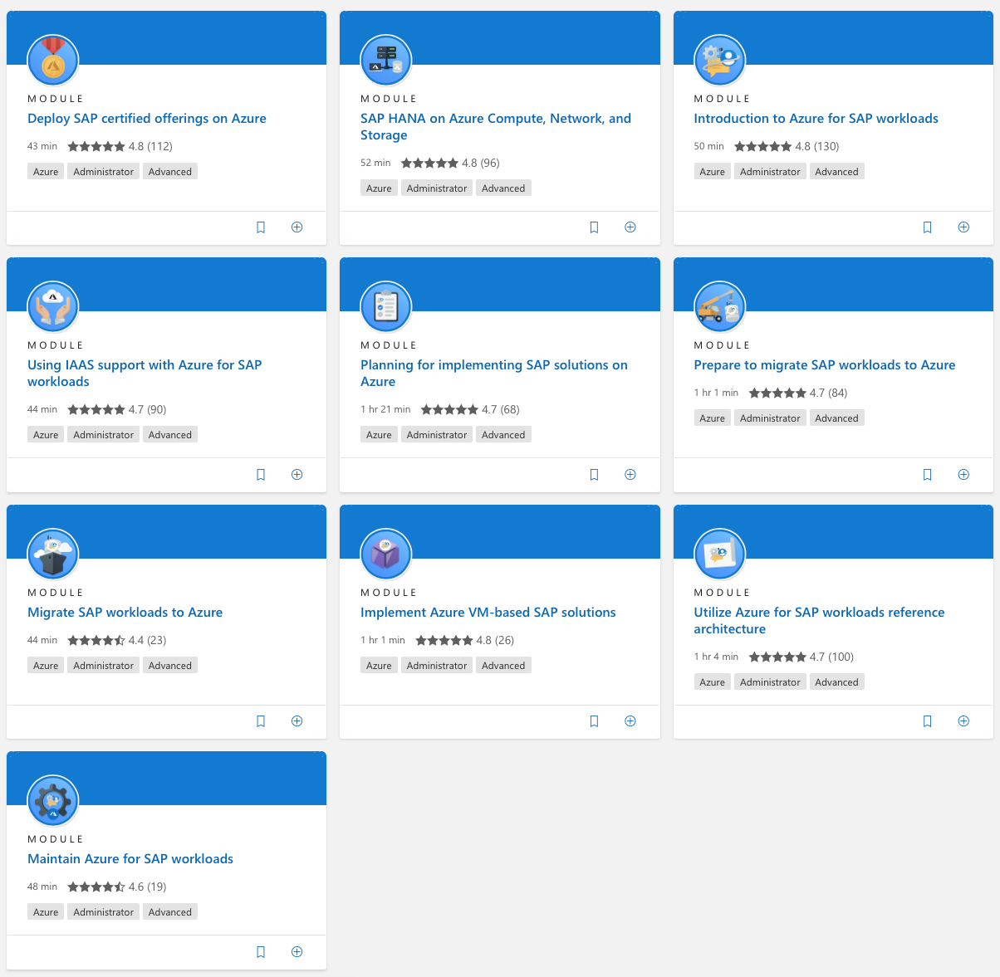 MODULE
Deploy SAP certified offerings on Azure
43 min 4.8 (112)
Azure Administrator Advanced
MODULE
SAP HANA on Azure Compute, Network, and
Storage
52 min 4.8 (96)
Azure Administrator Advanced
MODULE
Introduction to Azure for SAP workloads
50 min 4.8 (130)
Azure Administrator Advanced
MODULE
Using IAAS support with Azure for SAP
workloads
44 min 4.7 (90)
Azure Administrator Advanced
MODULE
Planning for implementing SAP solutions on
Azure
1 hr 21 min 4.7 (68)
Azure Administrator Advanced
MODULE
Prepare to migrate SAP workloads to Azure
1 hr 1 min 4.7 (84)
Azure Administrator Advanced
MODULE
Migrate SAP workloads to Azure
44 min 4.4 (23)
Azure Administrator Advanced
MODULE
Implement Azure VM-based SAP solutions
1 hr 1 min 4.8 (26)
Azure Administrator Advanced
MODULE
Utilize Azure for SAP workloads reference
architecture
1 hr 4 min 4.7 (100)
Azure Administrator Advanced
MODULE
Maintain Azure for SAP workloads
48 min 4.6 (19)
Azure Administrator Advanced